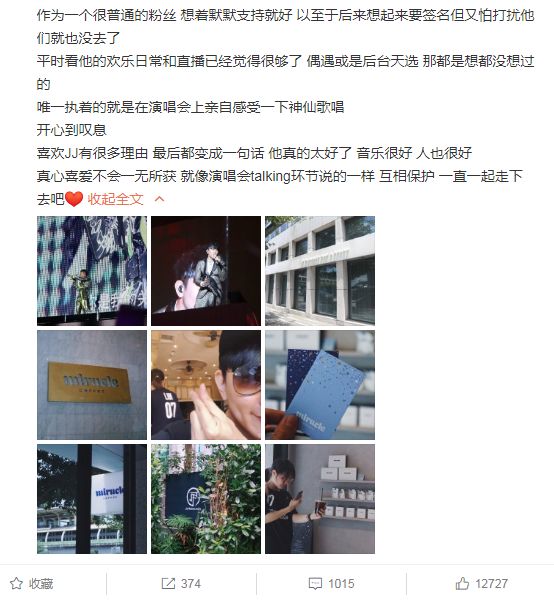 作为一个很普通的粉丝 想着默默支持就好 以至于后来想起来要签名但又怕打扰他
们就也没去了
平时看他的欢乐日常和直播已经觉得很够了 偶遇或是后台天选 那都是想都没想过
的
唯一执着的就是在演唱会上亲自感受一下神仙歌唱
开心到叹息
喜欢JJ有很多理由 最后都变成一句话 他真的太好了 音乐很好 人也很好
真心喜爱不会一无所获 就像演唱会talking环节说的一样 互相保护 一直一起走下
去吧 收起全文
miracle
07
miracle
miracle
收藏
374
1015
12727